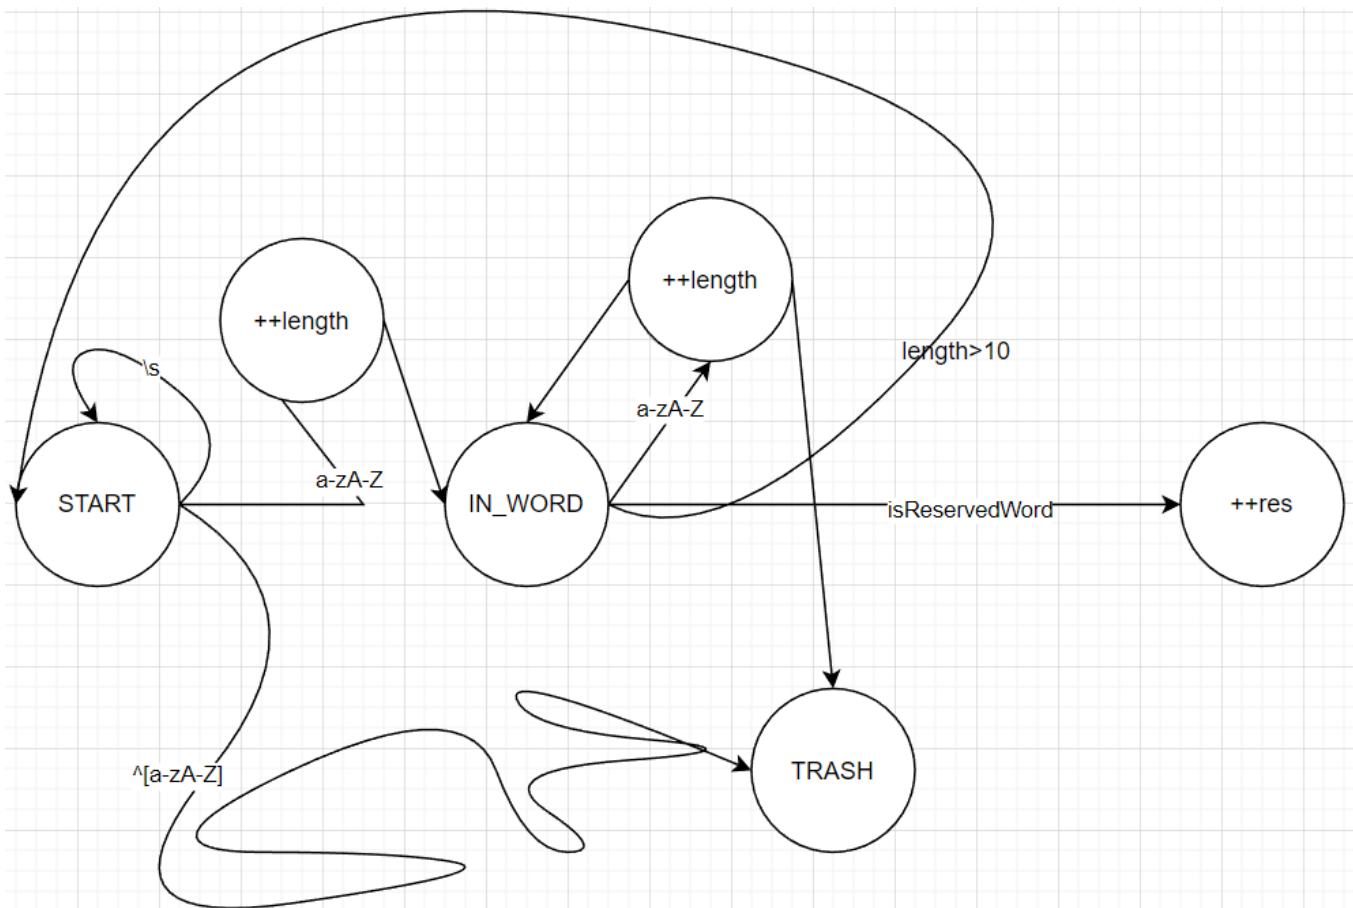 ++length
++length
length>10
\s
a-zA-Z
a-zA-Z
START
IN_WORD
isReservedWord
++res
^[a-zA-Z]
TRASH